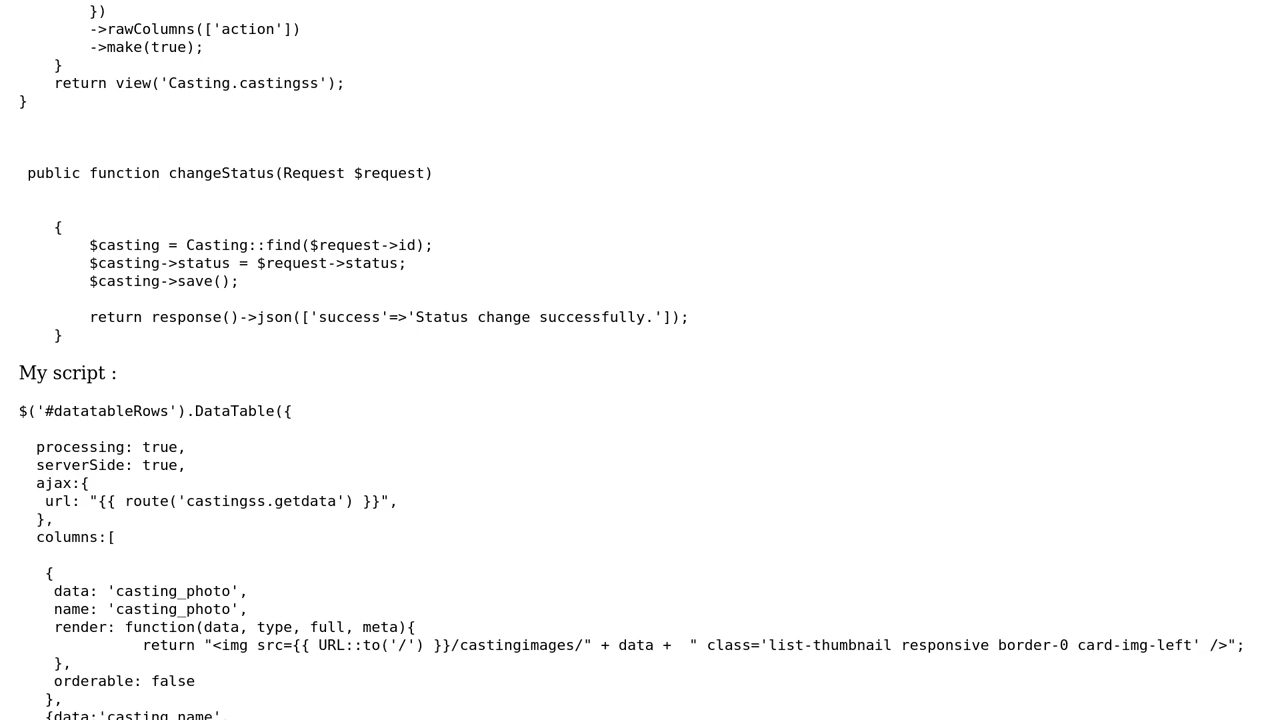 })
        ->rawColumns(['action'])
        ->make(true);
    }
    return view('Casting.castingss');
}
 public function changeStatus(Request $request)
    {
        $casting = Casting::find($request->id);
        $casting->status = $request->status;
        $casting->save();
        return response()->json(['success'=>'Status change successfully.']);
    }
My script :
$('#datatableRows').DataTable({
  processing: true,
  serverSide: true,
  ajax:{
   url: "{{ route('castingss.getdata') }}",
  },
  columns:[
   {
    data: 'casting_photo',
    name: 'casting_photo',
    render: function(data, type, full, meta){
              return "<img src={{ URL::to('/') }}/castingimages/" + data +  " class='list-thumbnail responsive border-0 card-img-left' />";
    },
    orderable: false
   },
   {data:'casting_name',